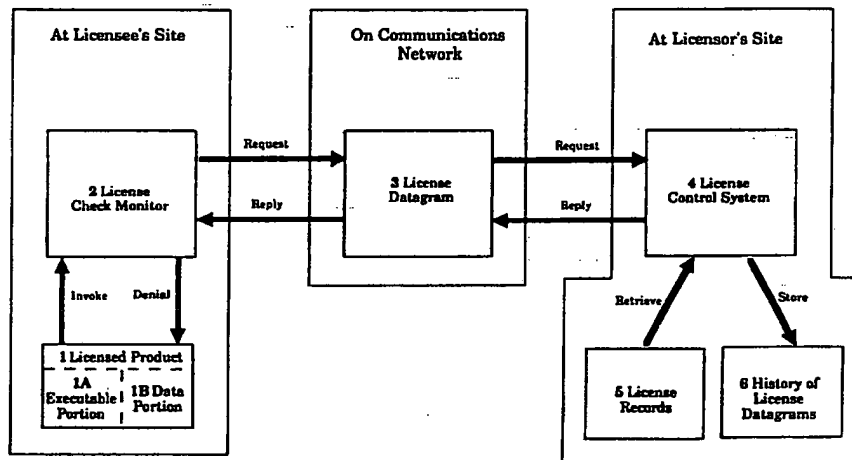 At Licensee's Site
On Communications
Network
At Licensor's Site
Request
Request
2 License
Check Monitor
3 License
Datagram
4 License
Control System
Reply
Reply
Invoke
Denial
Retrieve
Store
1 Licensed Product
1A
Executable
Portion
1B Data
Portion
5 License
Records
6 History of
License
Datagrams